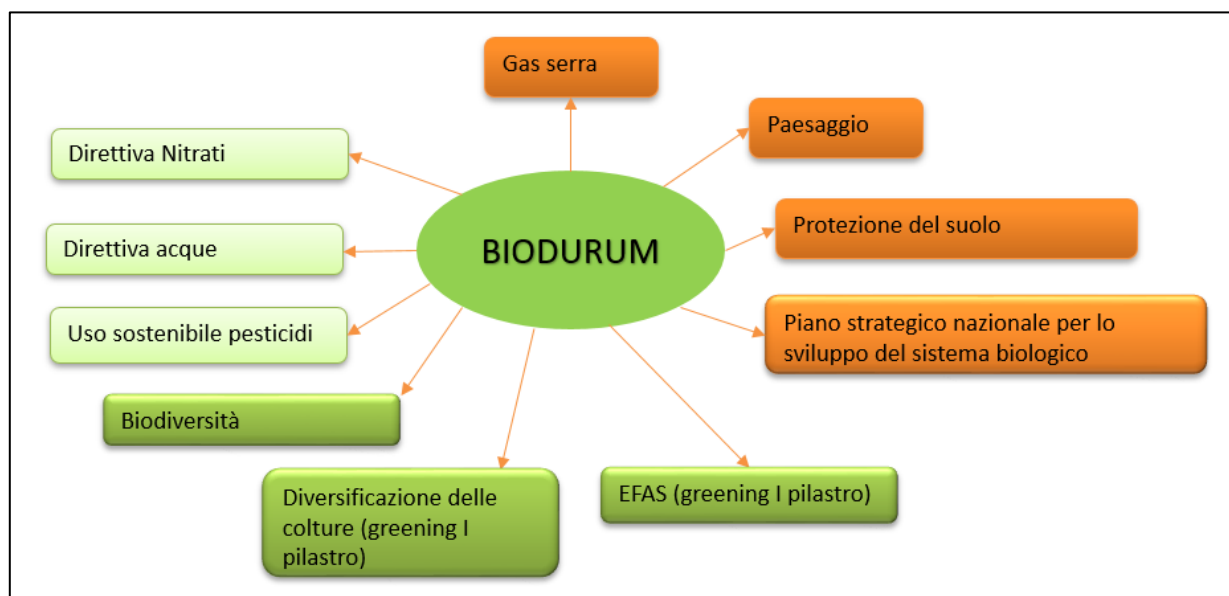 Gas serra
Paesaggio
Direttiva Nitrati
Protezione del suolo
Direttiva acque
BIODURUM
Uso sostenibile pesticidi
Piano strategico nazionale per lo
sviluppo del sistema biologico
Biodiversità
Diversificazione delle
colture (greening I
pilastro)
EFAS (greening I pilastro)